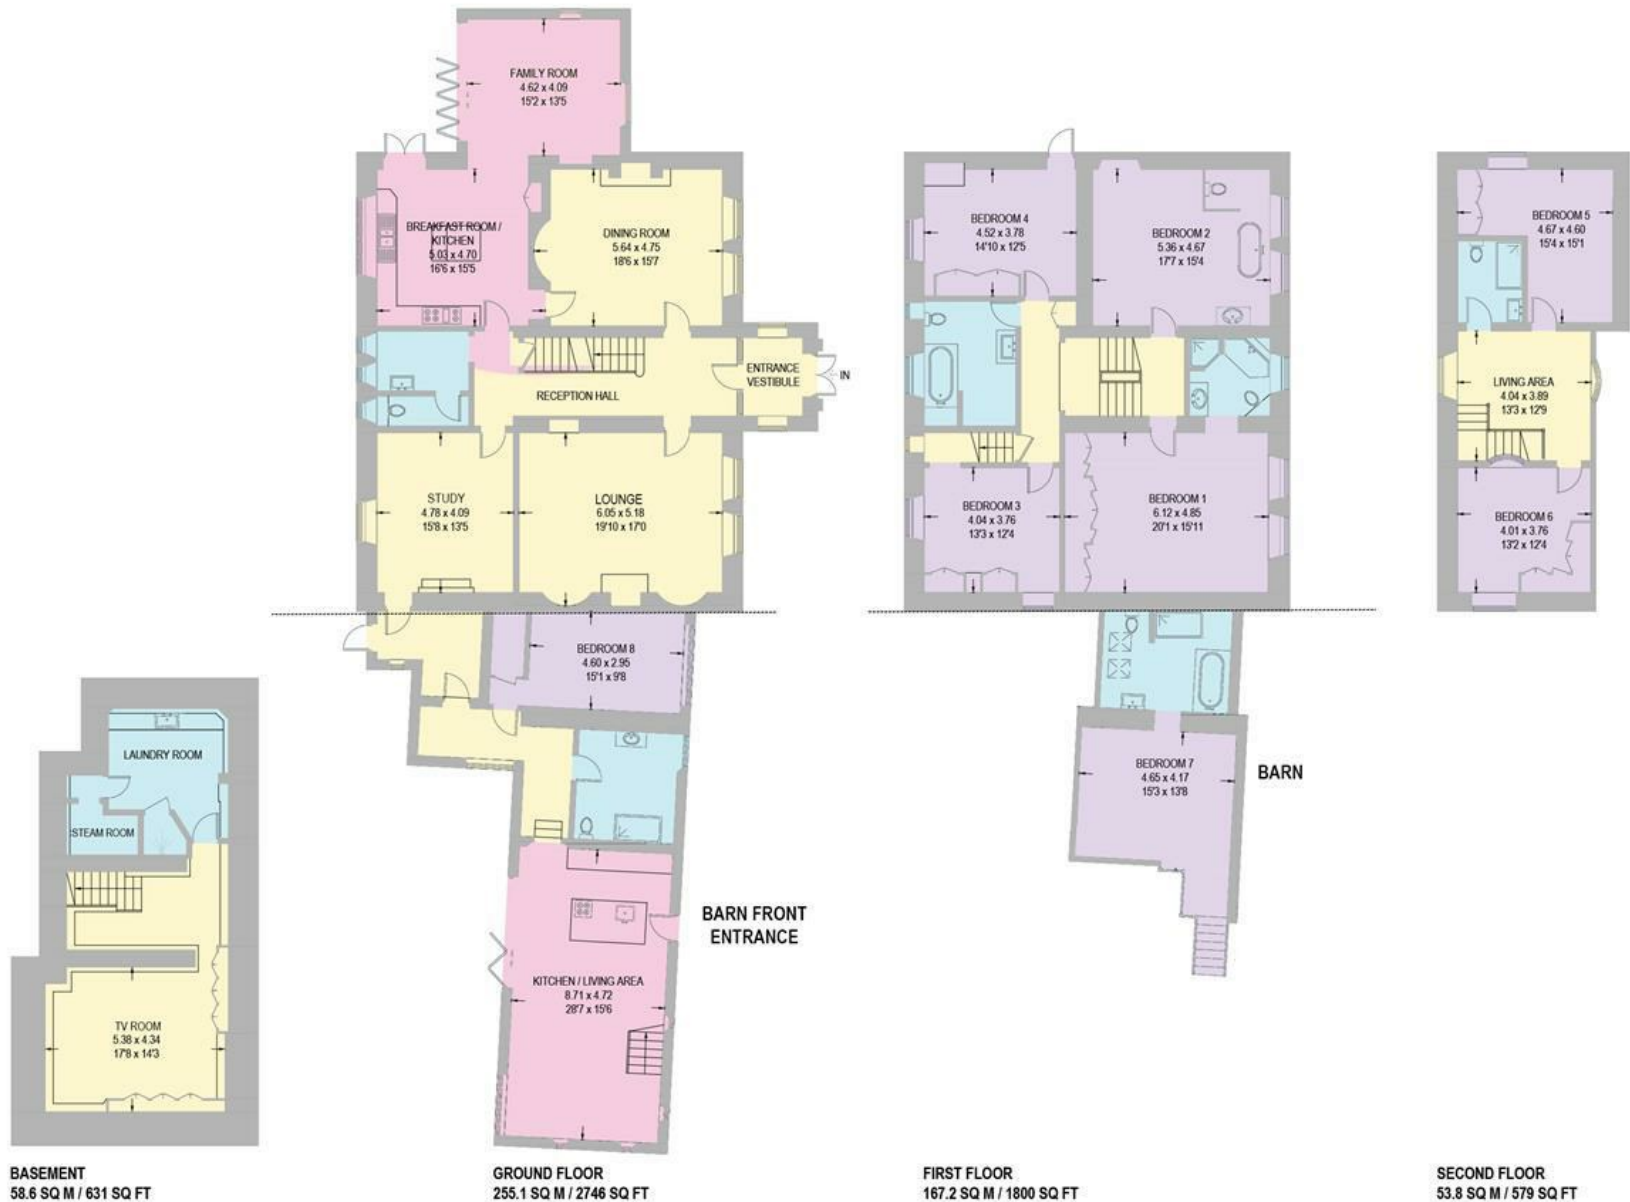 FAMILY ROOM
4.62 x 4.09
15'2 x 13'5
BREAKFAST ROOM /
KITCHEN
5.03 x 4.70
16'6 x 15'5
DINING ROOM
5.64 x 4.75
18'6 x 15'7
ENTRANCE
VESTIBULE
IN
RECEPTION HALL
STUDY
4.78 x 4.09
15'8 x 13'5
LOUNGE
6.05 x 5.18
19'10 x 17'0
BEDROOM 8
4.60 x 2.95
15'1 x 9'8
KITCHEN / LIVING AREA
8.71 x 4.72
28'7 x 15'6
BARN FRONT
ENTRANCE
BEDROOM 4
4.52 x 3.78
14'10 x 12'5
BEDROOM 2
5.36 x 4.67
17'7 x 15'4
BEDROOM 3
4.04 x 3.76
13'3 x 12'4
BEDROOM 1
6.12 x 4.85
20'1 x 15'11
BEDROOM 7
4.65 x 4.17
15'3 x 13'8
BARN
BEDROOM 5
4.67 x 4.60
15'4 x 15'1
LIVING AREA
4.04 x 3.89
13'3 x 12'9
BEDROOM 6
4.01 x 3.76
13'2 x 12'4
LAUNDRY ROOM
STEAM ROOM
TV ROOM
5.38 x 4.34
17'8 x 14'3
BASEMENT
58.6 SQ M / 631 SQ FT
GROUND FLOOR
255.1 SQ M / 2746 SQ FT
FIRST FLOOR
167.2 SQ M / 1800 SQ FT
SECOND FLOOR
53.8 SQ M / 579 SQ FT